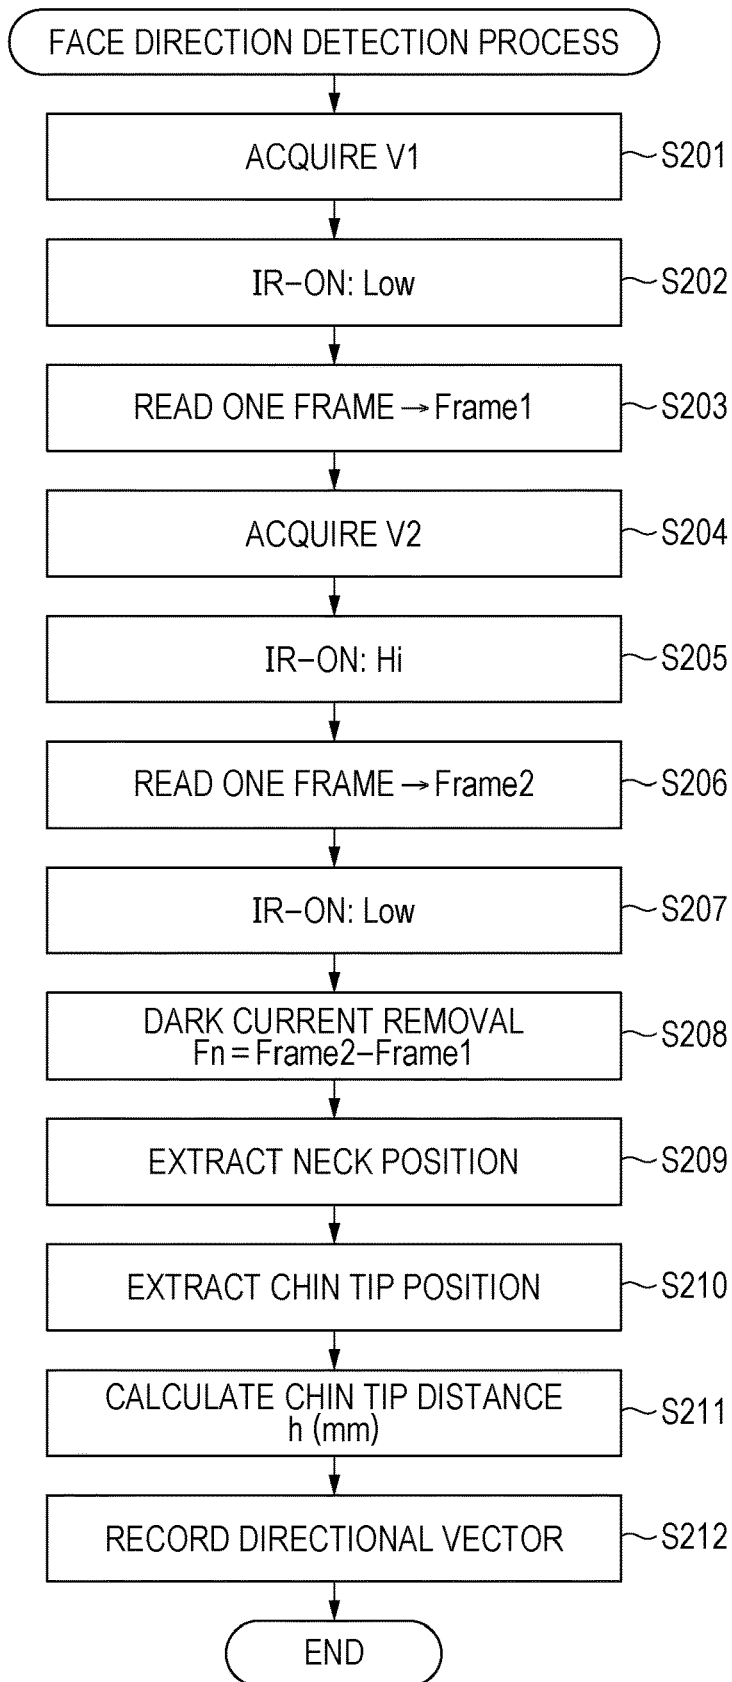 FACE DIRECTION DETECTION PROCESS
ACQUIRE V1
S201
IR-ON: Low
S202
READ ONE FRAME → Frame1
S203
ACQUIRE V2
S204
IR-ON: Hi
S205
READ ONE FRAME → Frame2
S206
IR-ON: Low
S207
DARK CURRENT REMOVAL
Fn = Frame2-Frame1
S208
EXTRACT NECK POSITION
S209
EXTRACT CHIN TIP POSITION
S210
CALCULATE CHIN TIP DISTANCE
h (mm)
S211
RECORD DIRECTIONAL VECTOR
S212
END